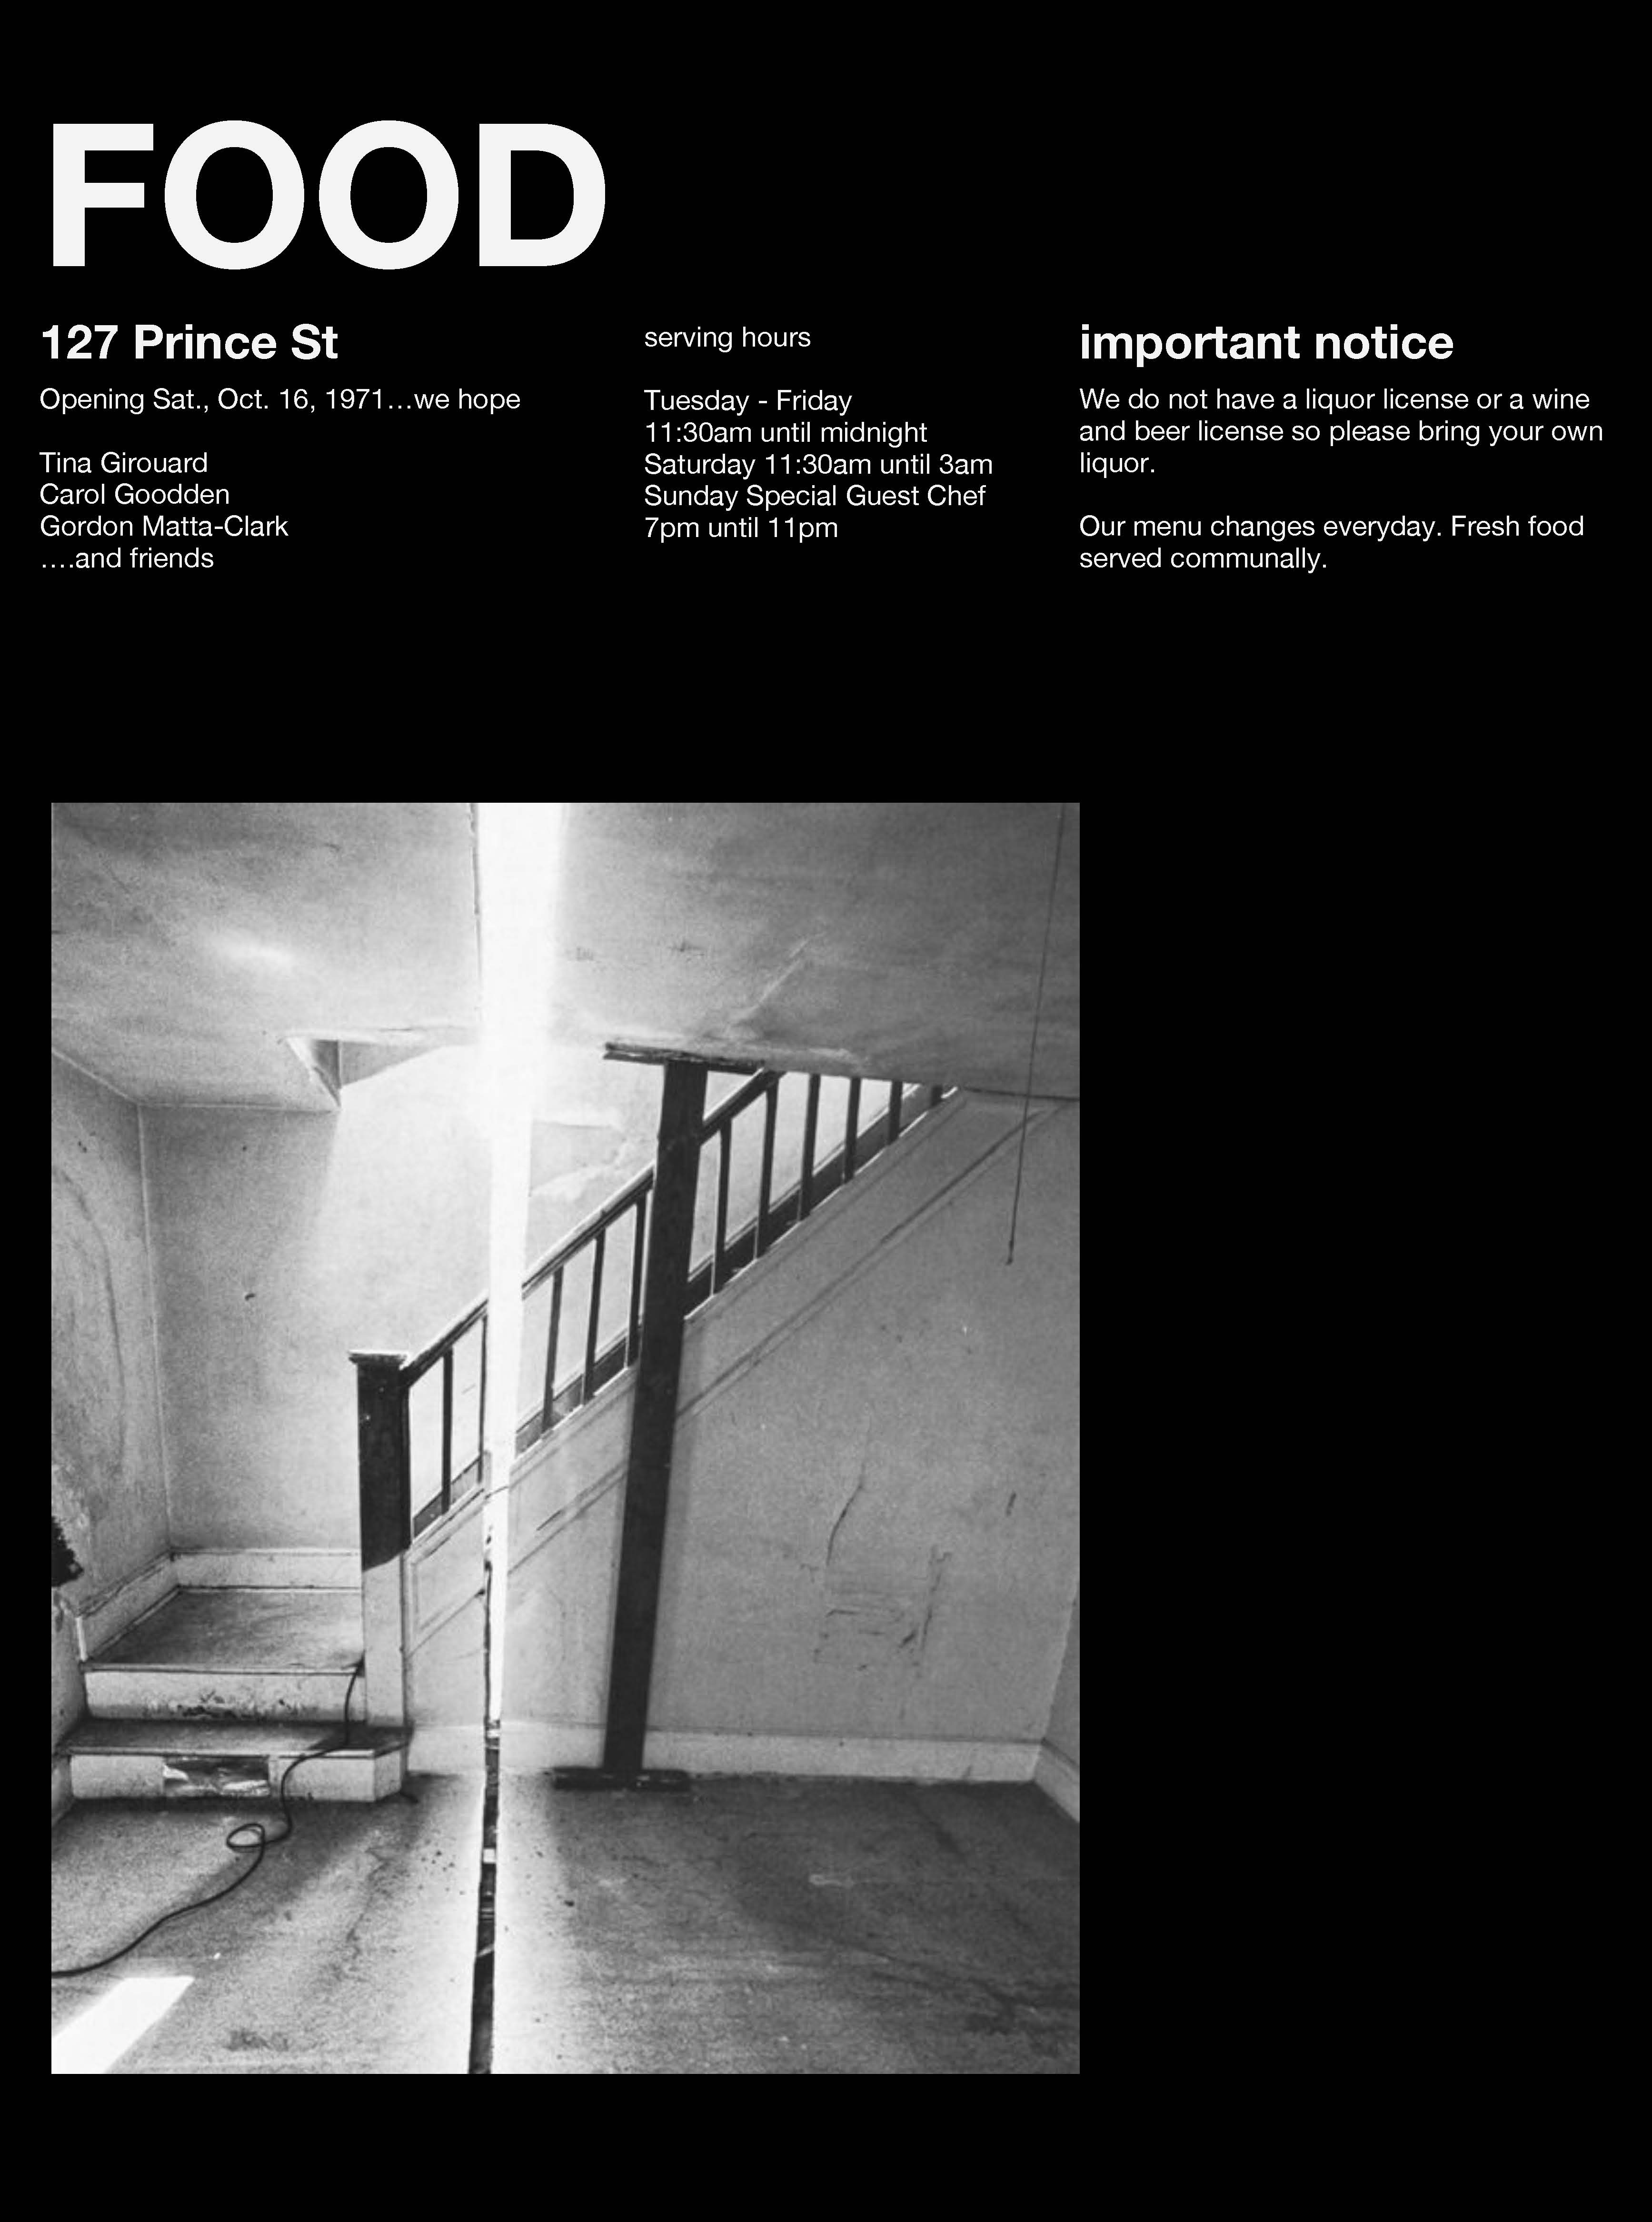 FOOD
127 Prince St
Opening Sat., Oct. 16, 1971...we hope
Tina Girouard
Carol Goodden
Gordon Matta-Clark
....and friends
serving hours
Tuesday - Friday
11:30am until midnight
Saturday 11:30am until 3am
Sunday Special Guest Chef
7pm until 11pm
important notice
We do not have a liquor license or a wine
and beer license so please bring your own
liquor.
Our menu changes everyday. Fresh food
served communally.